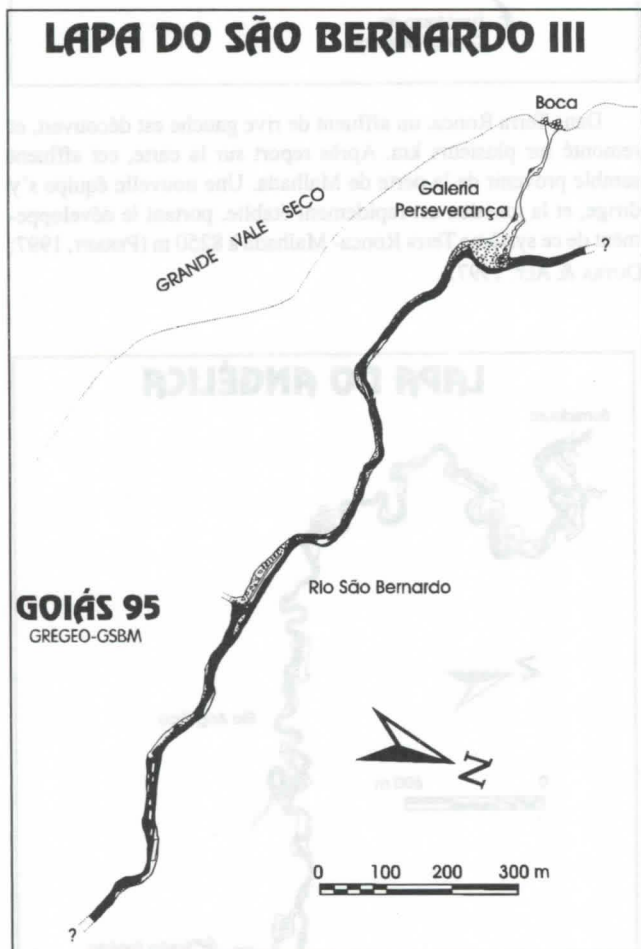 LAPA DO SÃO BERNARDO III
Boca
Galeria
Perseverança
GRANDE VALE SECO
?
Rio São Bernardo
GOIÁS 95
GREGEO-GSBM
N
0 100 200 300 m
?